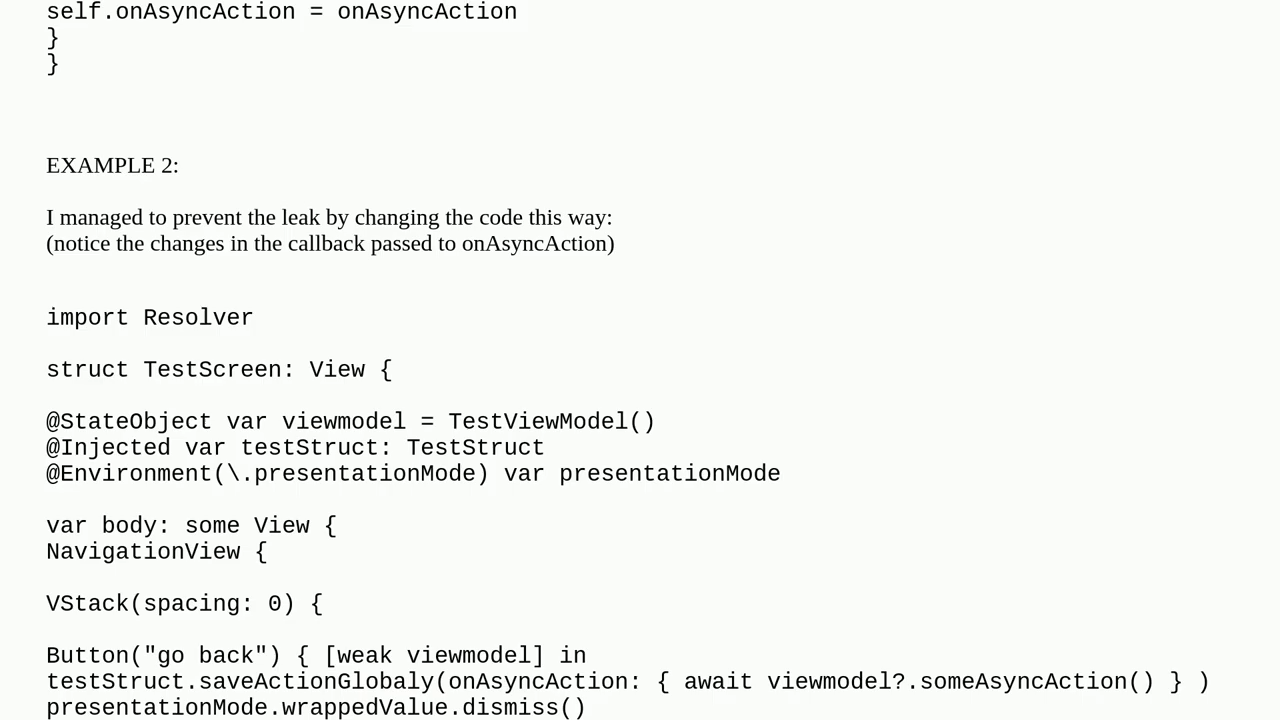 self.onAsyncAction = onAsyncAction
}
}
EXAMPLE 2:
I managed to prevent the leak by changing the code this way:
(notice the changes in the callback passed to onAsyncAction)
import Resolver
struct TestScreen: View {
@StateObject var viewmodel = TestViewModel()
@Injected var testStruct: TestStruct
@Environment(\.presentationMode) var presentationMode
var body: some View {
NavigationView {
VStack(spacing: 0) {
Button("go back") { [weak viewmodel] in
testStruct.saveActionGlobaly(onAsyncAction: { await viewmodel?.someAsyncAction() } )
presentationMode.wrappedValue.dismiss()